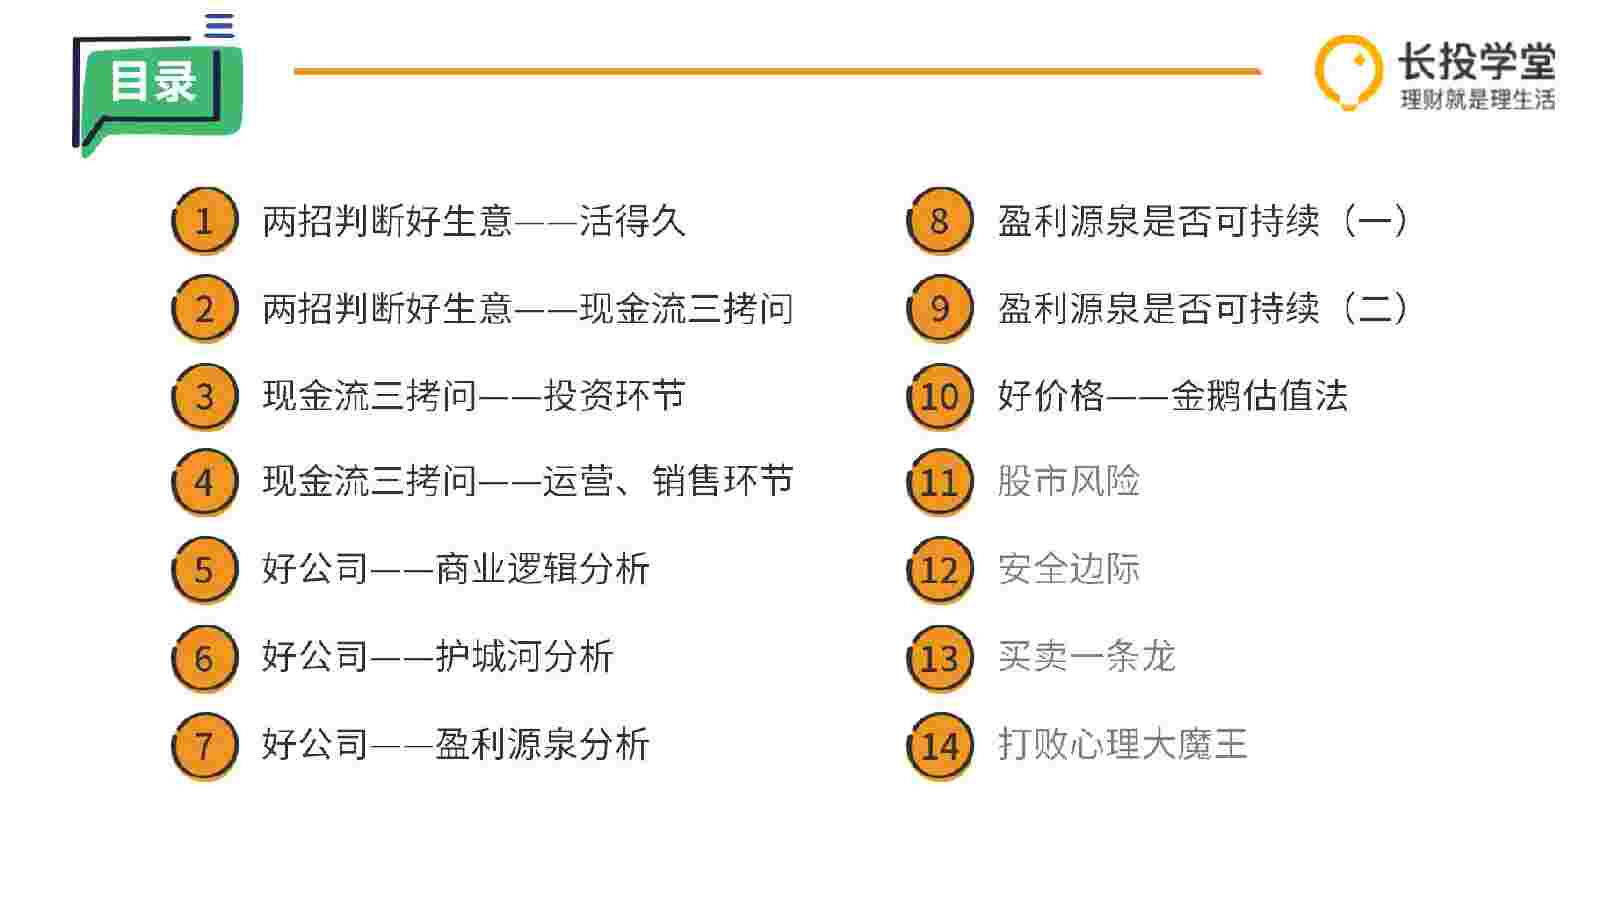 目录
长投学堂
理财就是理生活
1 两招判断好生意——活得久
2 两招判断好生意——现金流三拷问
3 现金流三拷问——投资环节
4 现金流三拷问——运营、销售环节
5 好公司——商业逻辑分析
6 好公司——护城河分析
7 好公司——盈利源泉分析
8 盈利源泉是否可持续（一）
9 盈利源泉是否可持续（二）
10 好价格——金鹅估值法
11 股市风险
12 安全边际
13 买卖一条龙
14 打败心理大魔王